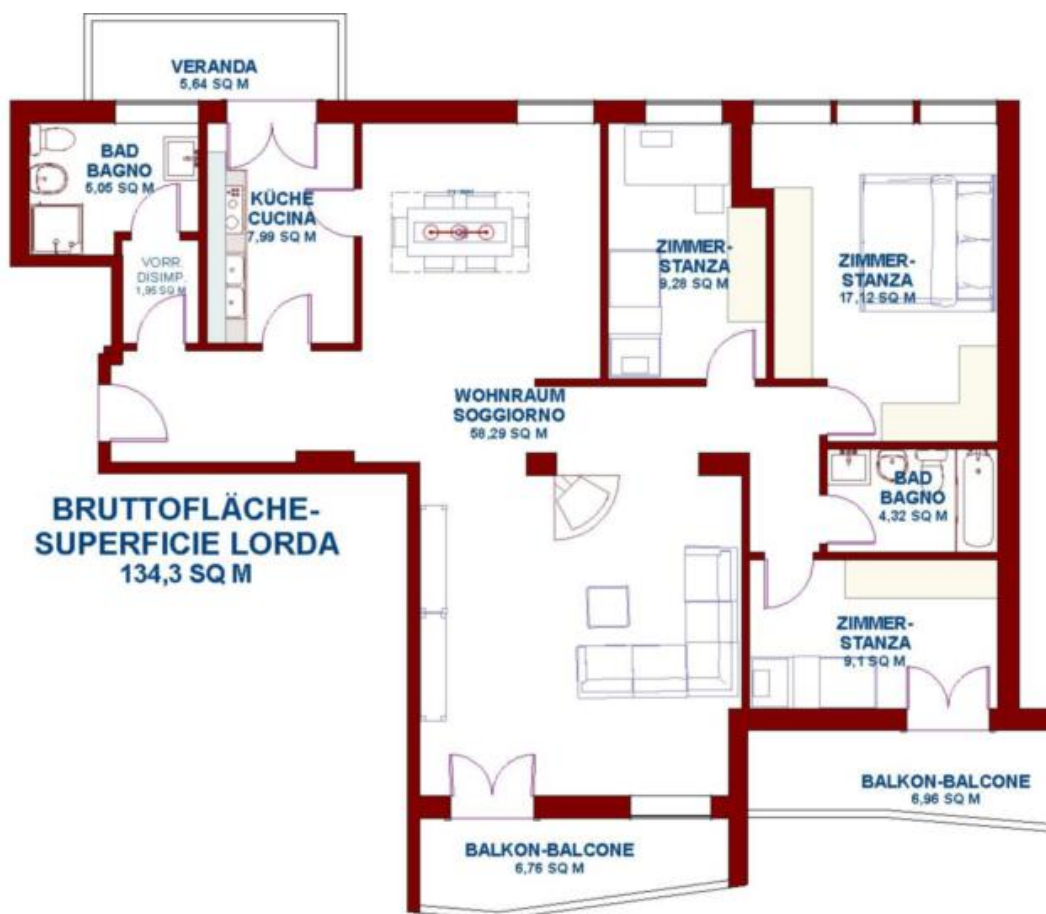 VERANDA
5,64 SQ M
BAD
BAGNO
5,05 SQ M
KÜCHE
CUCINA
7,99 SQ M
VORR.
DISIMP.
1,95 SQ M
ZIMMER-
STANZA
9,28 SQ M
ZIMMER-
STANZA
17,12 SQ M
WOHNRAUM
SOGGIORNO
58,29 SQ M
BAD
BAGNO
4,32 SQ M
BRUTTOFLÄCHE-
SUPERFICIE LORDA
134,3 SQ M
ZIMMER-
STANZA
9,1 SQ M
BALKON-BALCONE
6,96 SQ M
BALKON-BALCONE
6,76 SQ M